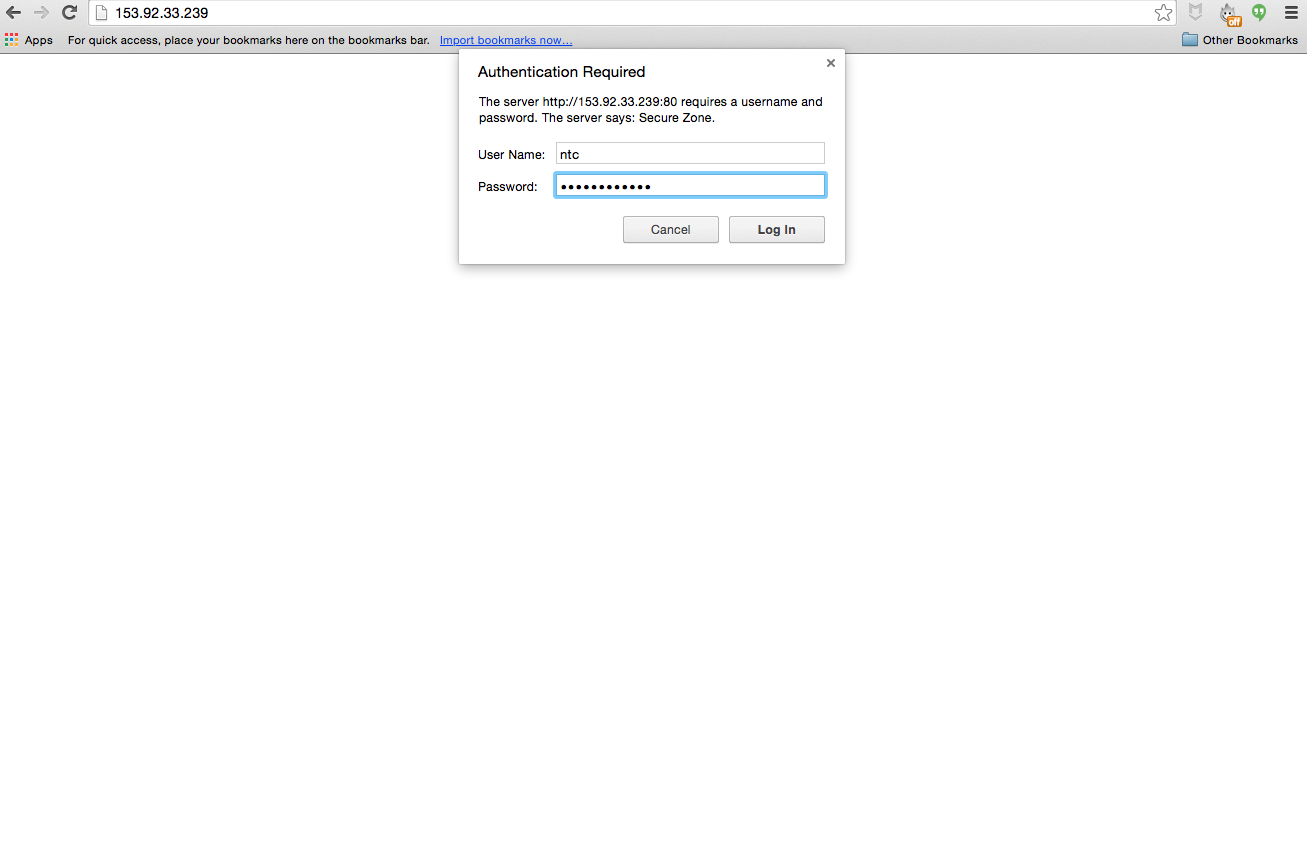 153.92.33.239
off
Apps For quick access, place your bookmarks here on the bookmarks bar. Import bookmarks now... Other Bookmarks
Authentication Required
The server http://153.92.33.239:80 requires a username and
password. The server says: Secure Zone.
User Name: ntc
Password: ••••••••••••
Cancel Log In